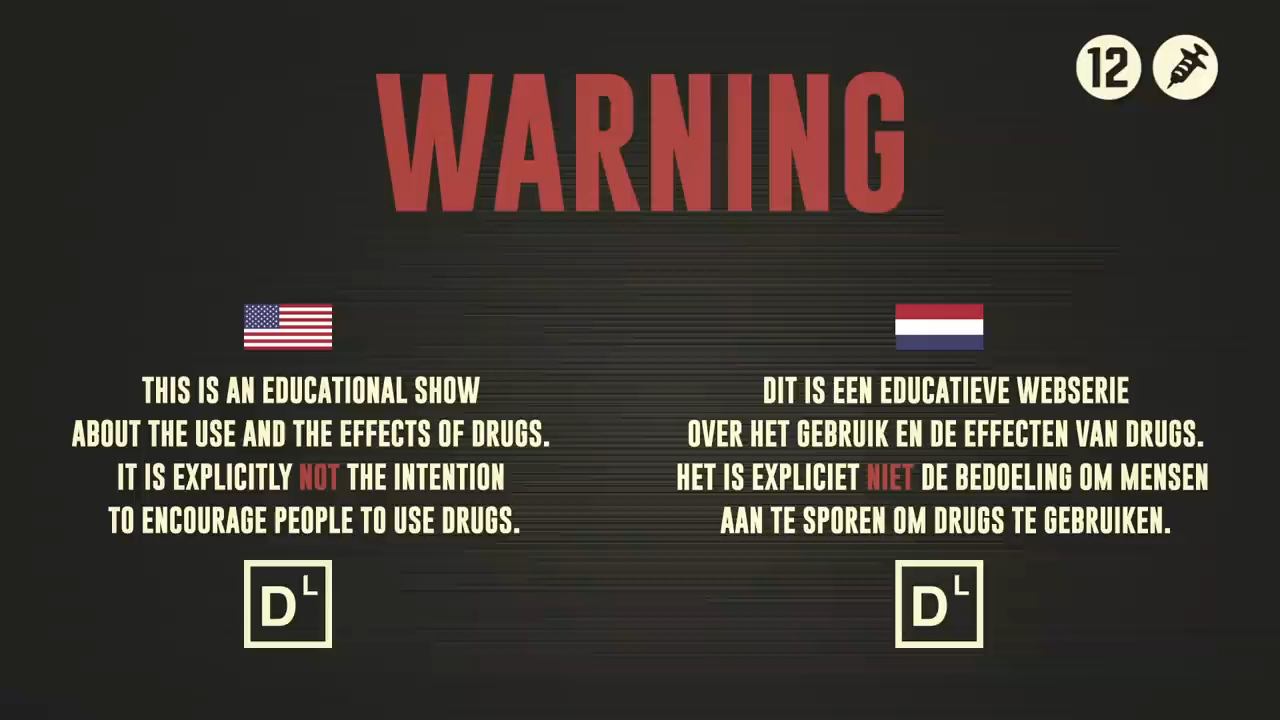 12
WARNING
THIS IS AN EDUCATIONAL SHOW
ABOUT THE USE AND THE EFFECTS OF DRUGS.
IT IS EXPLICITLY NOT THE INTENTION
TO ENCOURAGE PEOPLE TO USE DRUGS.
DL
DIT IS EEN EDUCATIEVE WEBSERIE
OVER HET GEBRUIK EN DE EFFECTEN VAN DRUGS.
HET IS EXPLICIET NIET DE BEDOELING OM MENSEN
AAN TE SPOREN OM DRUGS TE GEBRUIKEN.
DL